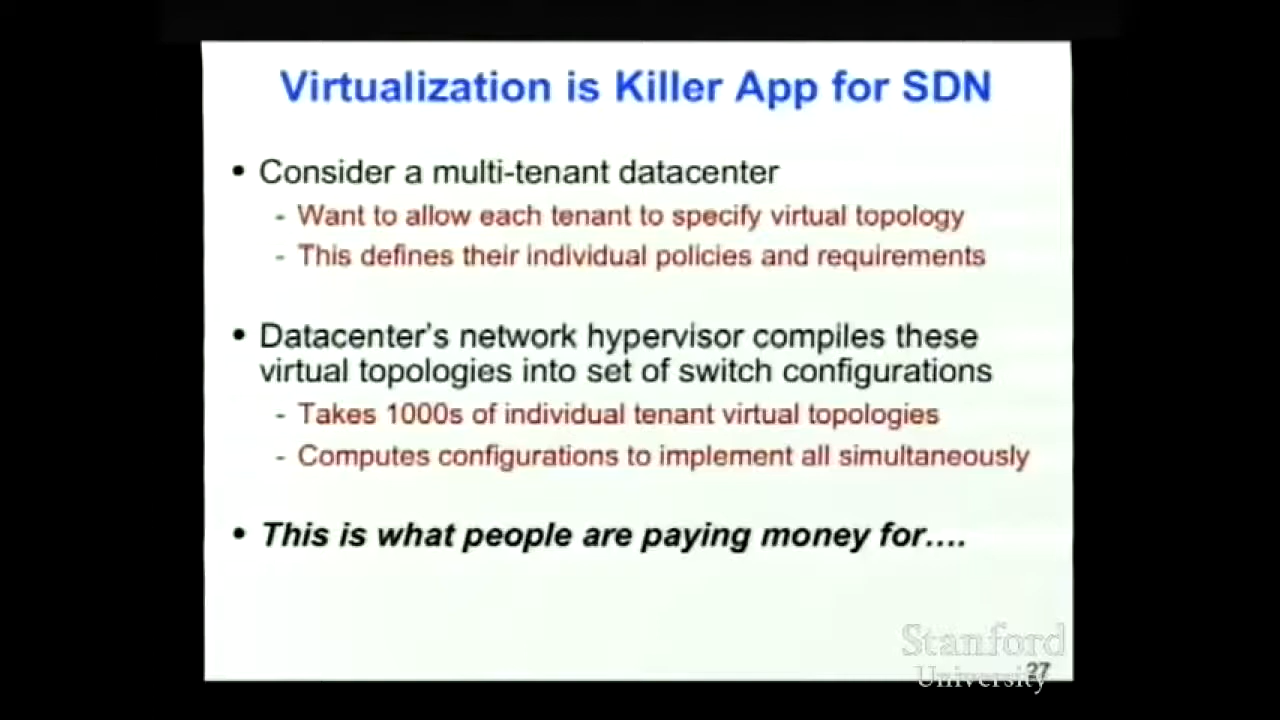 Virtualization is Killer App for SDN
• Consider a multi-tenant datacenter
- Want to allow each tenant to specify virtual topology
- This defines their individual policies and requirements
• Datacenter's network hypervisor compiles these
virtual topologies into set of switch configurations
- Takes 1000s of individual tenant virtual topologies
- Computes configurations to implement all simultaneously
• This is what people are paying money for....
Stanford
University
27